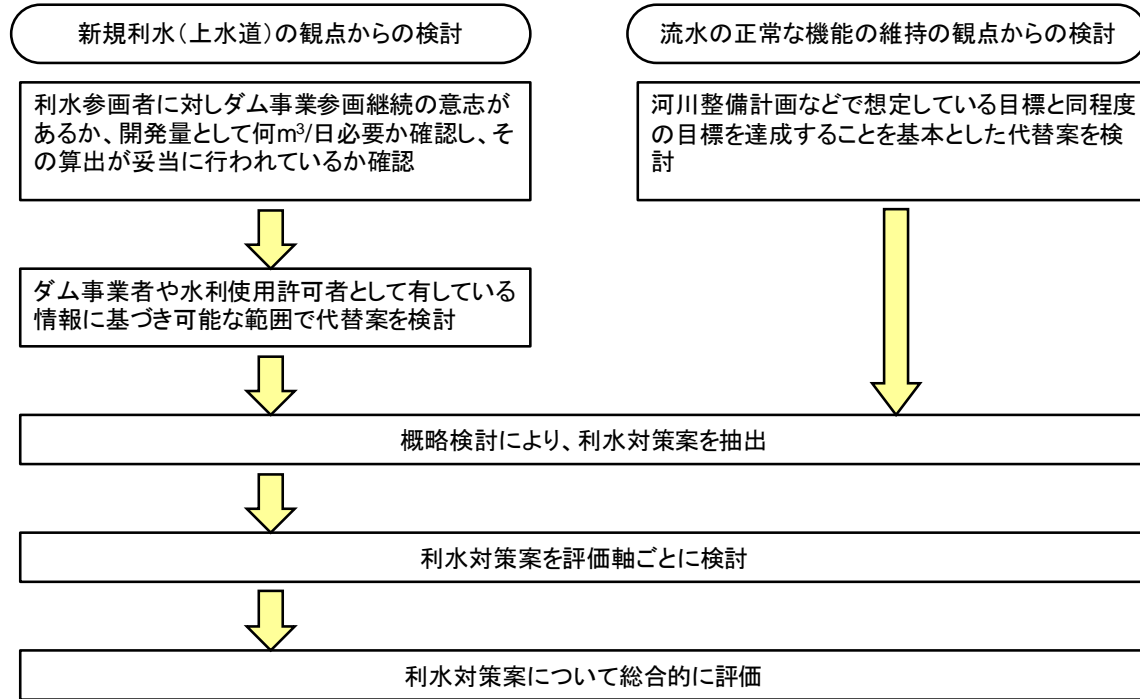 新規利水(上水道)の観点からの検討
流水の正常な機能の維持の観点からの検討
利水参画者に対しダム事業参画継続の意志が
あるか、開発量として何m³/日必要か確認し、そ
の算出が妥当に行われているか確認
河川整備計画などで想定している目標と同程度
の目標を達成することを基本とした代替案を検
討
ダム事業者や水利使用許可者として有している
情報に基づき可能な範囲で代替案を検討
概略検討により、利水対策案を抽出
利水対策案を評価軸ごとに検討
利水対策案について総合的に評価